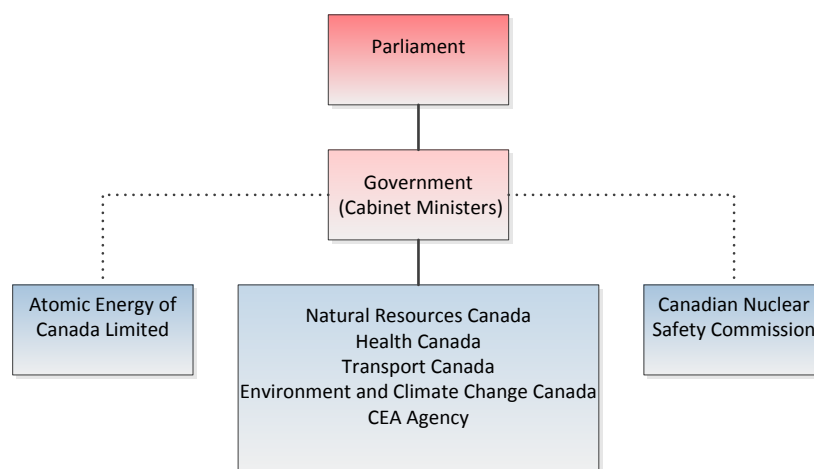 Parliament
Government
(Cabinet Ministers)
Atomic Energy of
Canada Limited
Natural Resources Canada
Health Canada
Transport Canada
Environment and Climate Change Canada
CEA Agency
Canadian Nuclear
Safety Commission